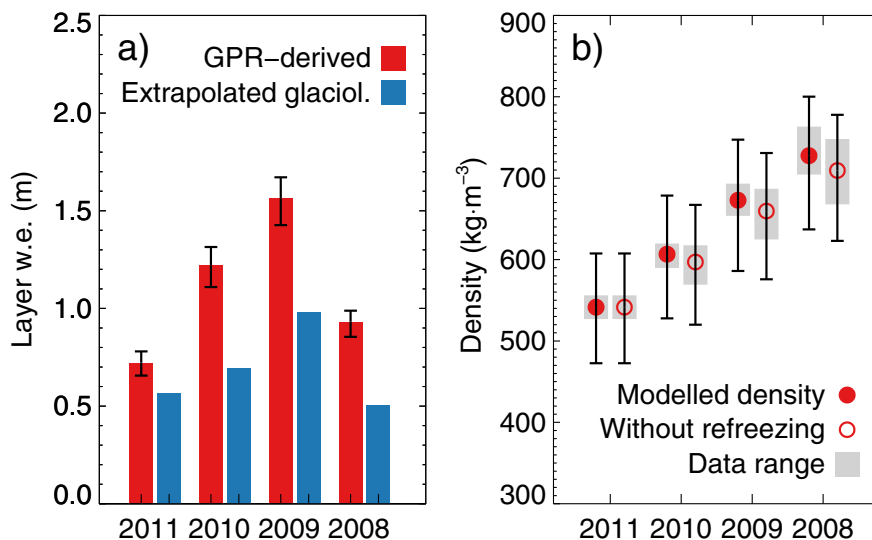 a)
GPR−derived
Extrapolated glaciol.
Layer w.e. (m)
2.5
2.0
1.5
1.0
0.5
0.0
2011 2010 2009 2008
b)
Density (kg·m−3)
900
800
700
600
500
400
300
Modelled density
Without refreezing
Data range
2011 2010 2009 2008